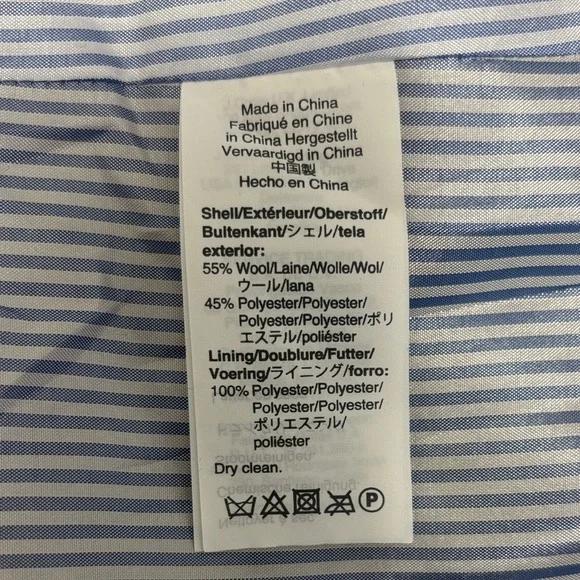 Made in China
Fabriqué en Chine
in China Hergestellt
Vervaardigd in China
中国製
Hecho en China
Shell/Extérieur/Oberstoff/
Buitenkant/シェル/tela
exterior:
55% Wool/Laine/Wolle/Wol/
ウール/lana
45% Polyester/Polyester/
Polyester/Polyester/ポリ
エステル/poliéster
Lining/Doublure/Futter/
Voering/ライニング/forro:
100% Polyester/Polyester/
Polyester/Polyester/
ポリエステル/
poliéster
Dry clean.
P